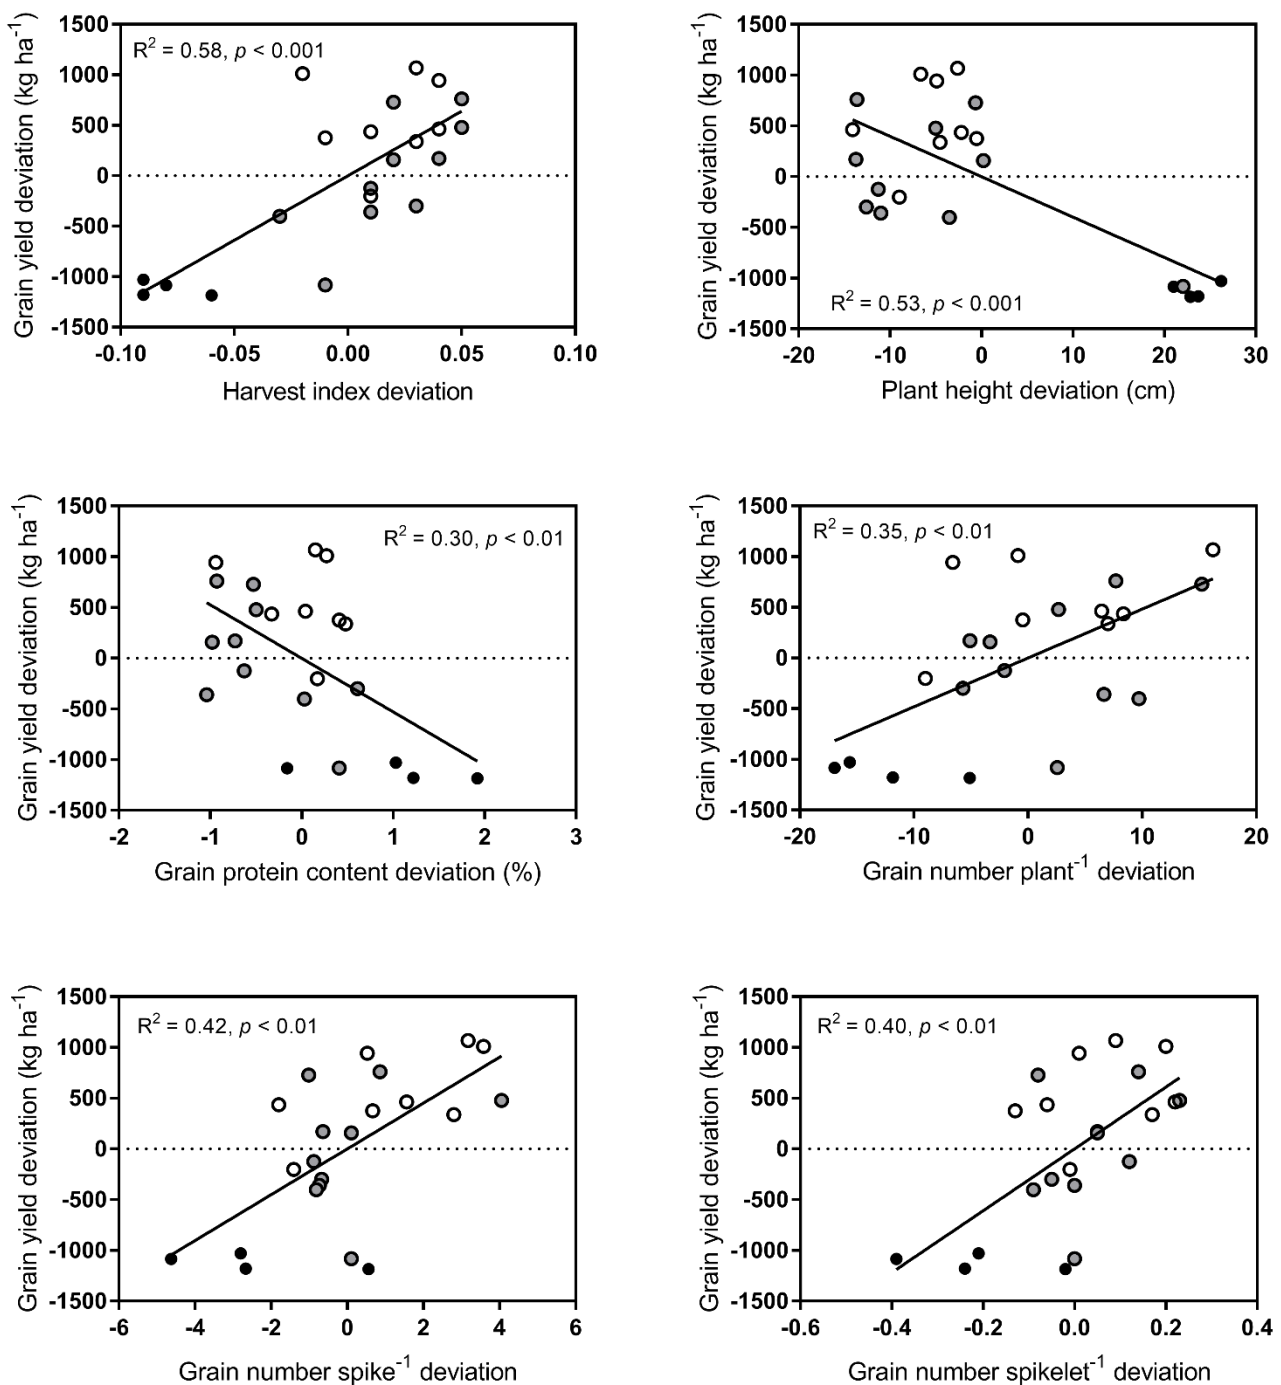 Grain yield deviation (kg ha⁻¹)
1500
1000
500
0
-500
-1000
-1500
R² = 0.58, p < 0.001
-0.10 -0.05 0.00 0.05 0.10
Harvest index deviation
Grain yield deviation (kg ha⁻¹)
1500
1000
500
0
-500
-1000
-1500
R² = 0.53, p < 0.001
-20 -10 0 10 20 30
Plant height deviation (cm)
Grain yield deviation (kg ha⁻¹)
1500
1000
500
0
-500
-1000
-1500
R² = 0.30, p < 0.01
-2 -1 0 1 2 3
Grain protein content deviation (%)
Grain yield deviation (kg ha⁻¹)
1500
1000
500
0
-500
-1000
-1500
R² = 0.35, p < 0.01
-20 -10 0 10 20
Grain number plant⁻¹ deviation
Grain yield deviation (kg ha⁻¹)
1500
1000
500
0
-500
-1000
-1500
R² = 0.42, p < 0.01
-6 -4 -2 0 2 4 6
Grain number spike⁻¹ deviation
Grain yield deviation (kg ha⁻¹)
1500
1000
500
0
-500
-1000
-1500
R² = 0.40, p < 0.01
-0.6 -0.4 -0.2 0.0 0.2 0.4
Grain number spikelet⁻¹ deviation